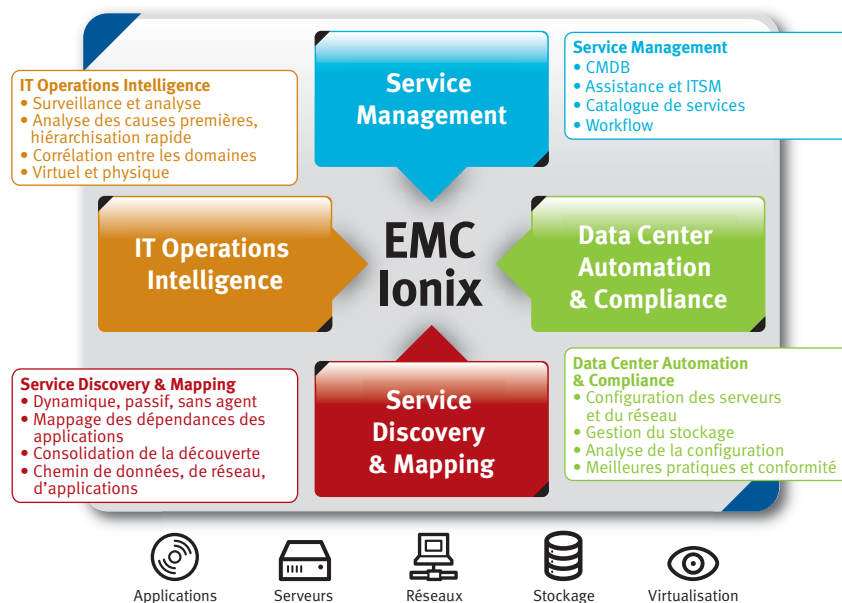 Service
Management
Service Management
• CMDB
• Assistance et ITSM
• Catalogue de services
• Workflow
IT Operations Intelligence
• Surveillance et analyse
• Analyse des causes premières,
hiérarchisation rapide
• Corrélation entre les domaines
• Virtuel et physique
IT Operations
Intelligence
EMC
Ionix
Data Center
Automation
& Compliance
Service Discovery & Mapping
• Dynamique, passif, sans agent
• Mappage des dépendances des
applications
• Consolidation de la découverte
• Chemin de données, de réseau,
d’applications
Service
Discovery
& Mapping
Data Center Automation
& Compliance
• Configuration des serveurs
et du réseau
• Gestion du stockage
• Analyse de la configuration
• Meilleures pratiques et conformité
Applications
Serveurs
Réseaux
Stockage
Virtualisation